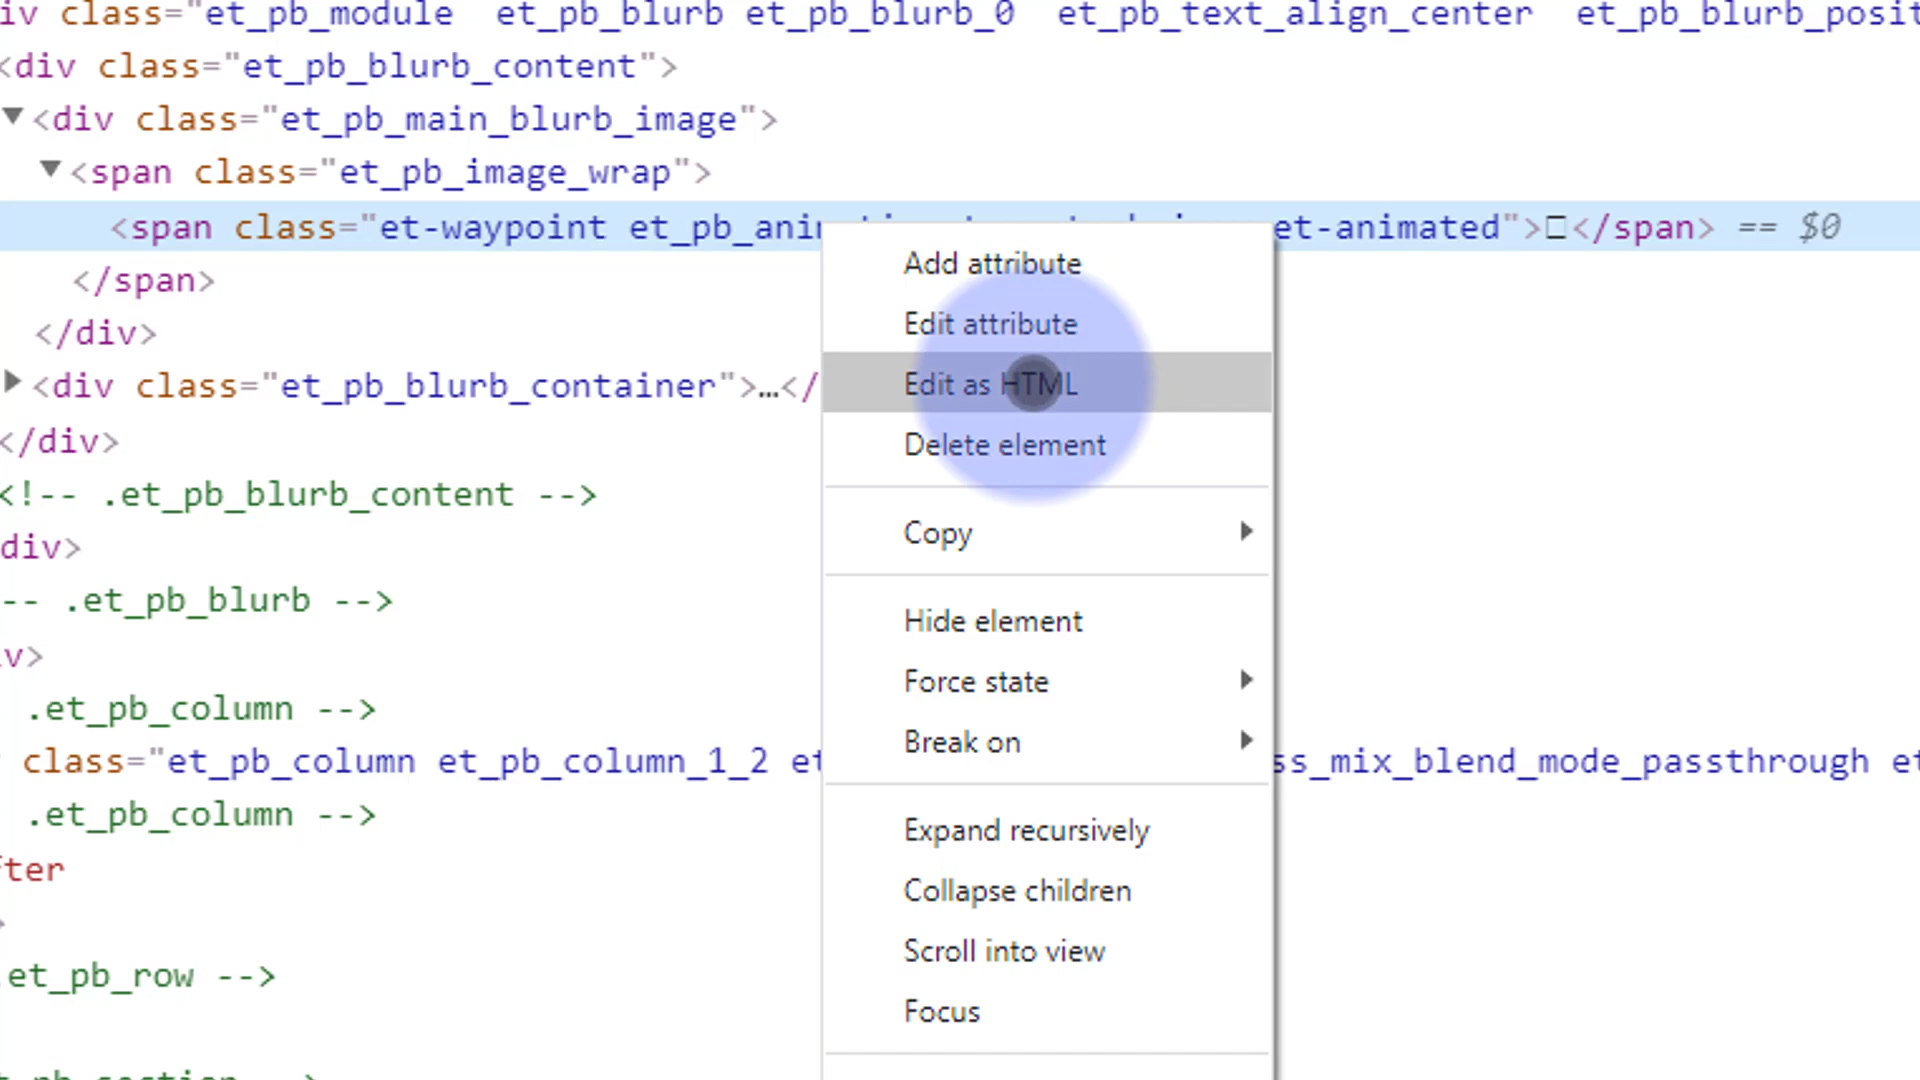 iv class="et_pb_module et_pb_blurb et_pb_blurb_0 et_pb_text_align_center et_pb_blurb_posit
<div class="et_pb_blurb_content">
▼<div class="et_pb_main_blurb_image">
▼<span class="et_pb_image_wrap">
<span class="et-waypoint et_pb_ani et-animated">□</span> == $0
</span>
</div>
▶<div class="et_pb_blurb_container">…</
</div>
<!-- .et_pb_blurb_content -->
div>
-- .et_pb_blurb -->
v>
.et_pb_column -->
class="et_pb_column et_pb_column_1_2 et ss_mix_blend_mode_passthrough et
.et_pb_column -->
fter
>
.et_pb_row -->
Add attribute
Edit attribute
Edit as HTML
Delete element
Copy
Hide element
Force state
Break on
Expand recursively
Collapse children
Scroll into view
Focus